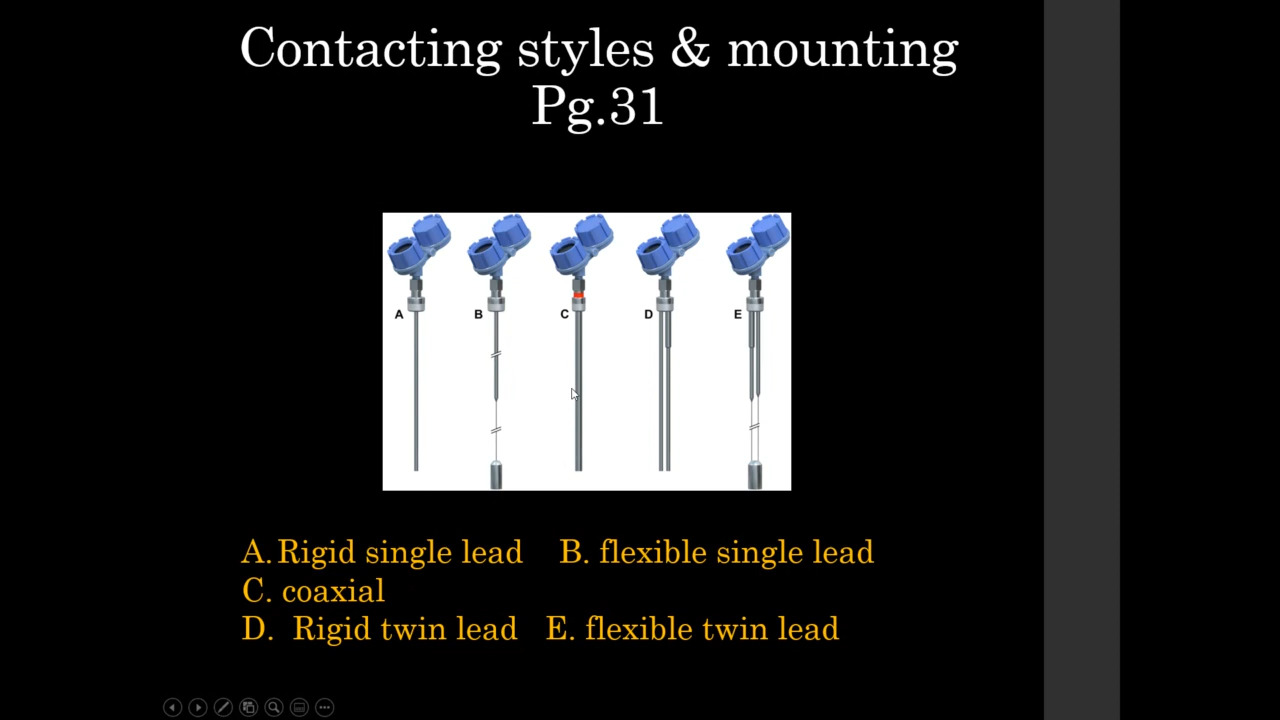 Contacting styles & mounting
Pg.31
A B C D E
A. Rigid single lead B. flexible single lead
C. coaxial
D. Rigid twin lead E. flexible twin lead